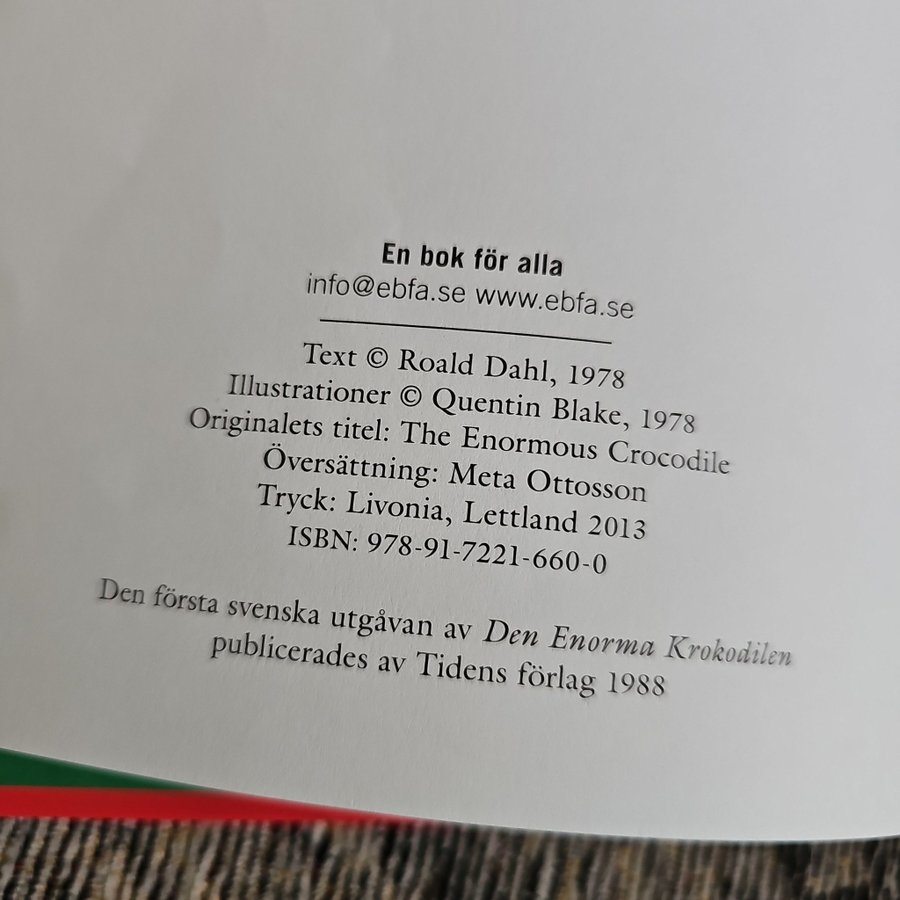 En bok för alla
info@ebfa.se www.ebfa.se
Text © Roald Dahl, 1978
Illustrationer © Quentin Blake, 1978
Originalets titel: The Enormous Crocodile
Översättning: Meta Ottosson
Tryck: Livonia, Lettland 2013
ISBN: 978-91-7221-660-0
Den första svenska utgåvan av Den Enorma Krokodilen
publicerades av Tidens förlag 1988